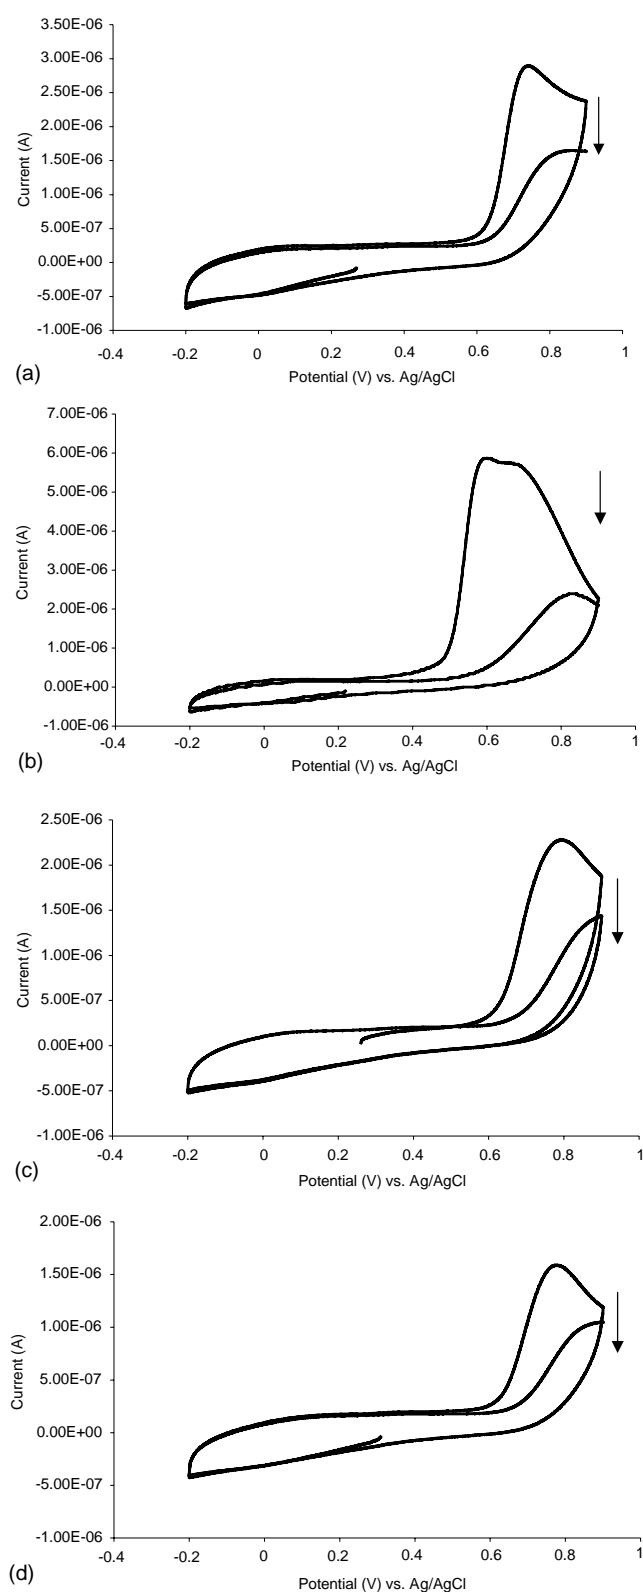 3.50E-06
3.00E-06
2.50E-06
2.00E-06
1.50E-06
1.00E-06
5.00E-07
0.00E+00
-5.00E-07
-1.00E-06
Current (A)
-0.4 -0.2 0 0.2 0.4 0.6 0.8 1
Potential (V) vs. Ag/AgCl
(a)
7.00E-06
6.00E-06
5.00E-06
4.00E-06
3.00E-06
2.00E-06
1.00E-06
0.00E+00
-1.00E-06
Current (A)
-0.4 -0.2 0 0.2 0.4 0.6 0.8 1
Potential (V) vs. Ag/AgCl
(b)
2.50E-06
2.00E-06
1.50E-06
1.00E-06
5.00E-07
0.00E+00
-5.00E-07
-1.00E-06
Current (A)
-0.4 -0.2 0 0.2 0.4 0.6 0.8 1
Potential (V) vs. Ag/AgCl
(c)
2.00E-06
1.50E-06
1.00E-06
5.00E-07
0.00E+00
-5.00E-07
-1.00E-06
Current (A)
-0.4 -0.2 0 0.2 0.4 0.6 0.8 1
Potential (V) vs. Ag/AgCl
(d)